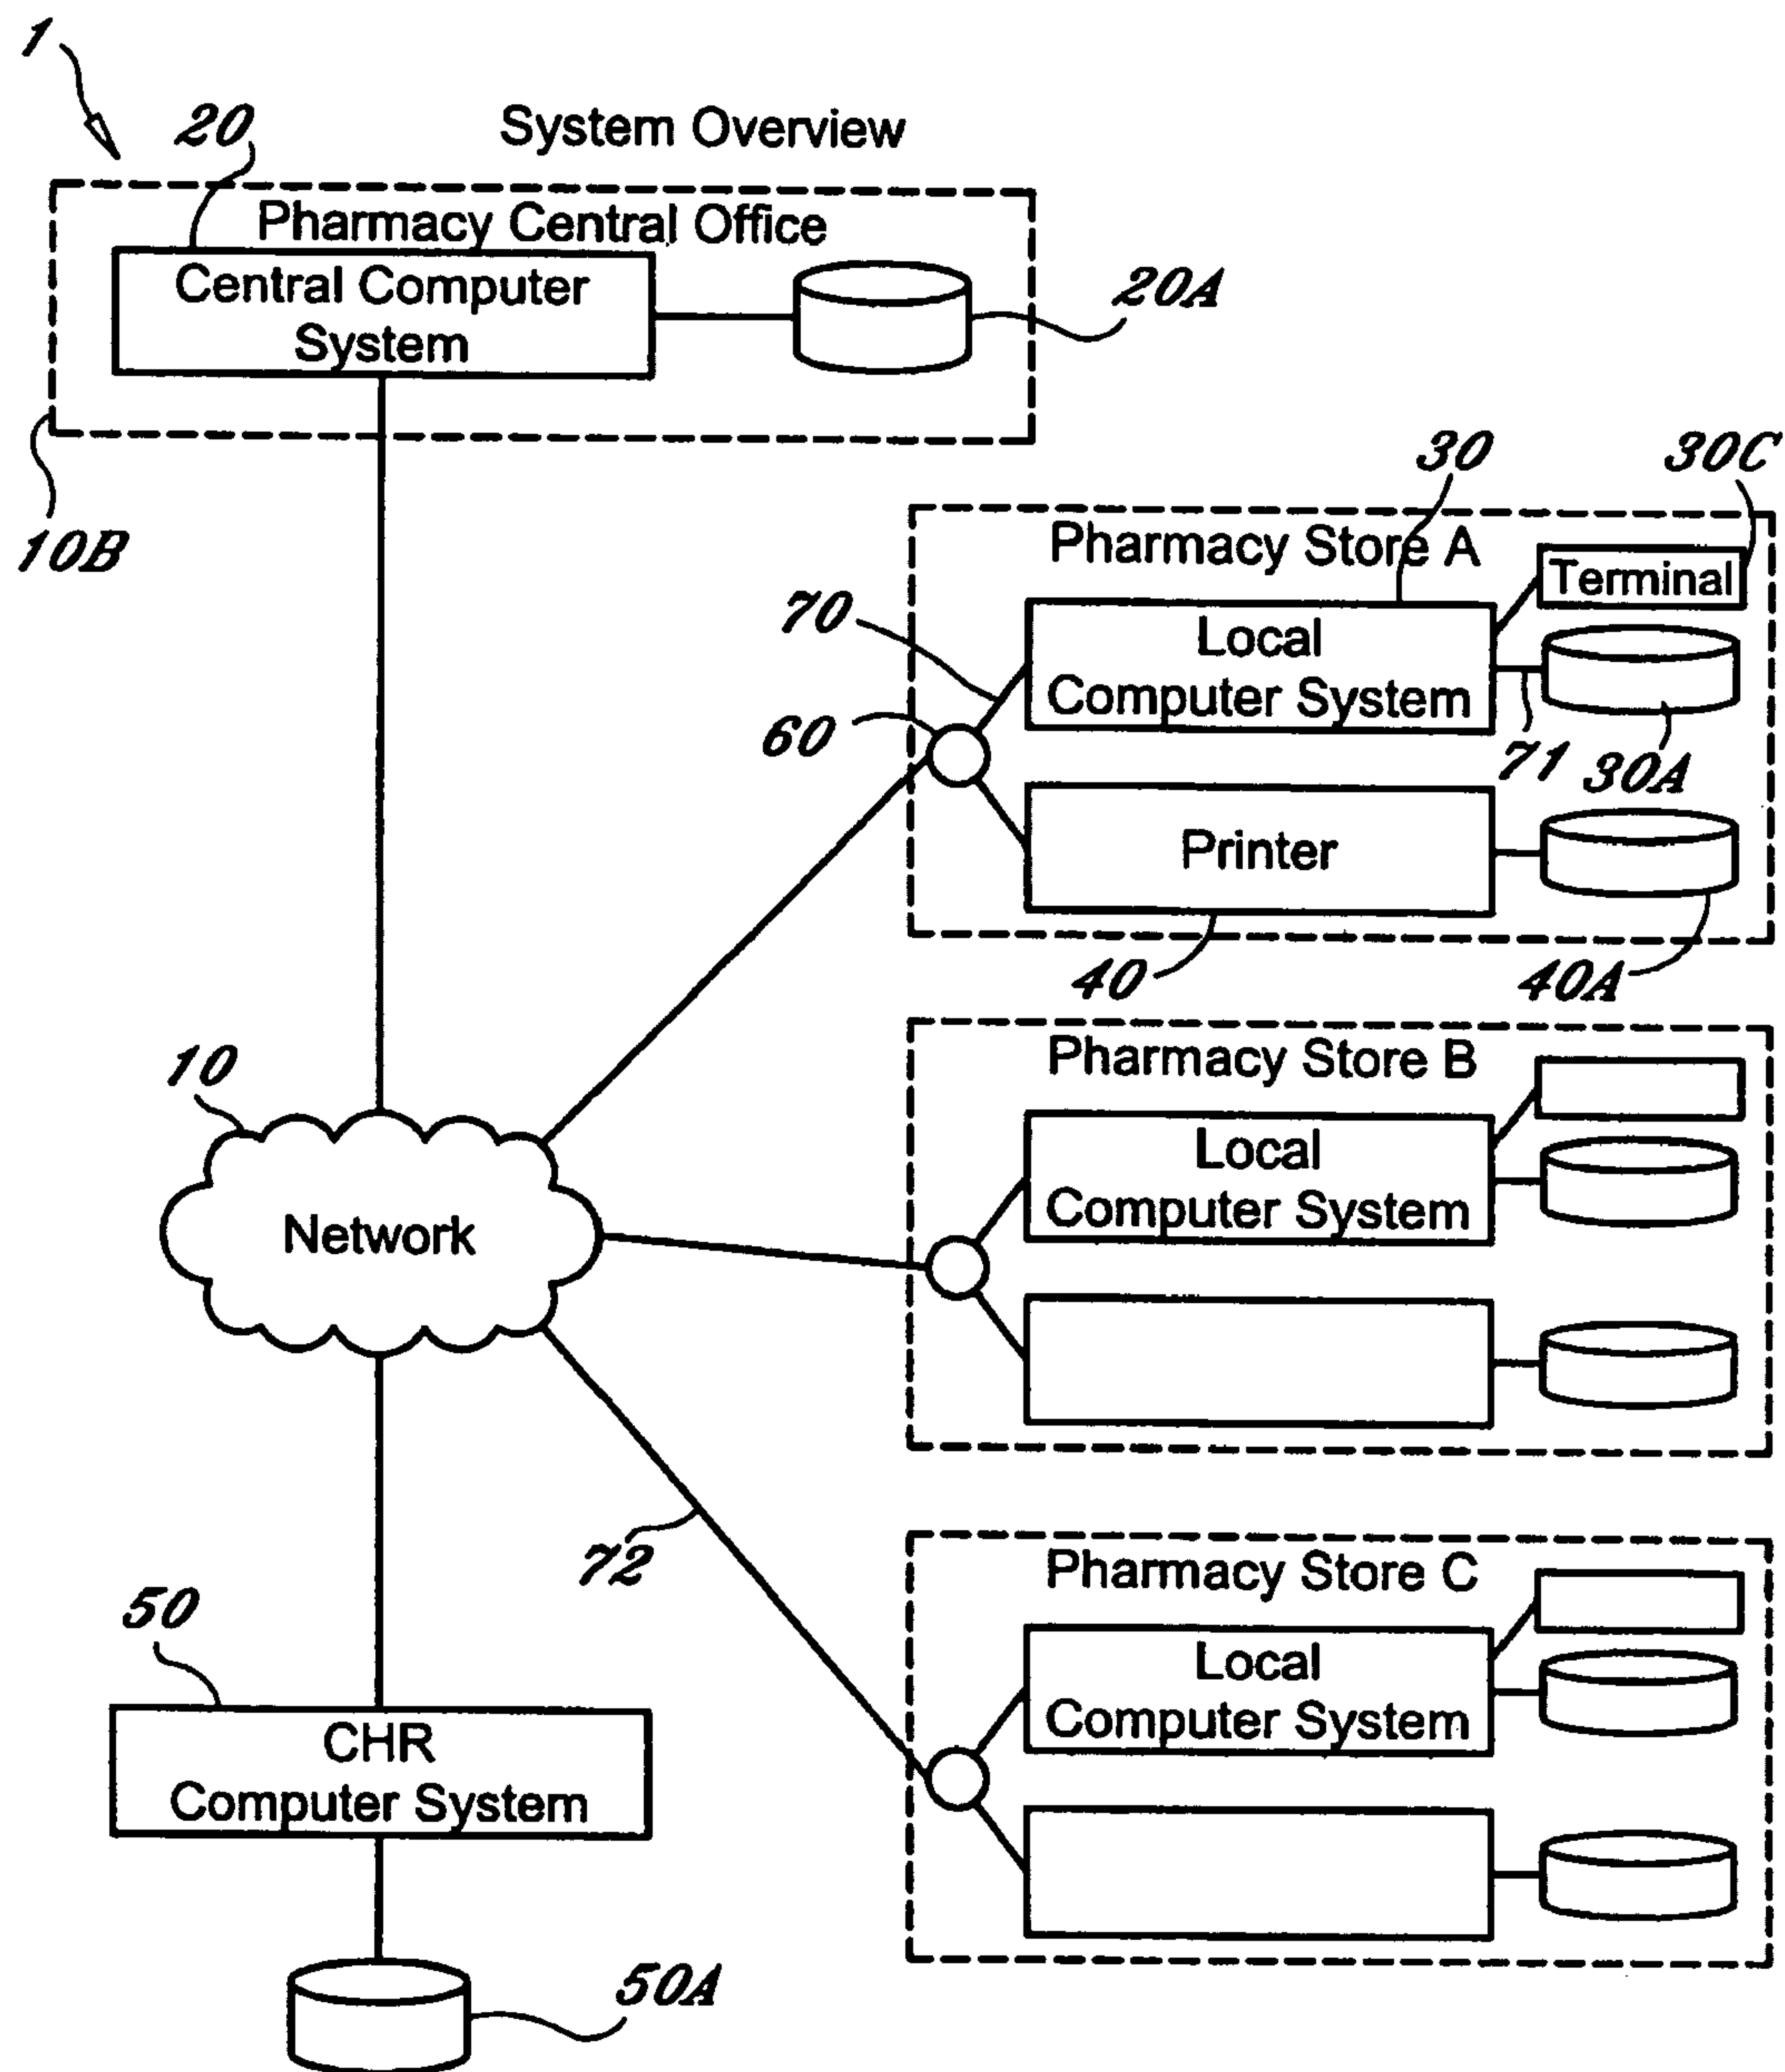 1
20
System Overview
Pharmacy Central Office
Central Computer
System
20A
10B
30
30C
Pharmacy Store A
Terminal
70
Local
Computer System
60
71
30A
Printer
40
40A
10
Pharmacy Store B
Local
Computer System
Network
72
Pharmacy Store C
50
Local
Computer System
CHR
Computer System
50A